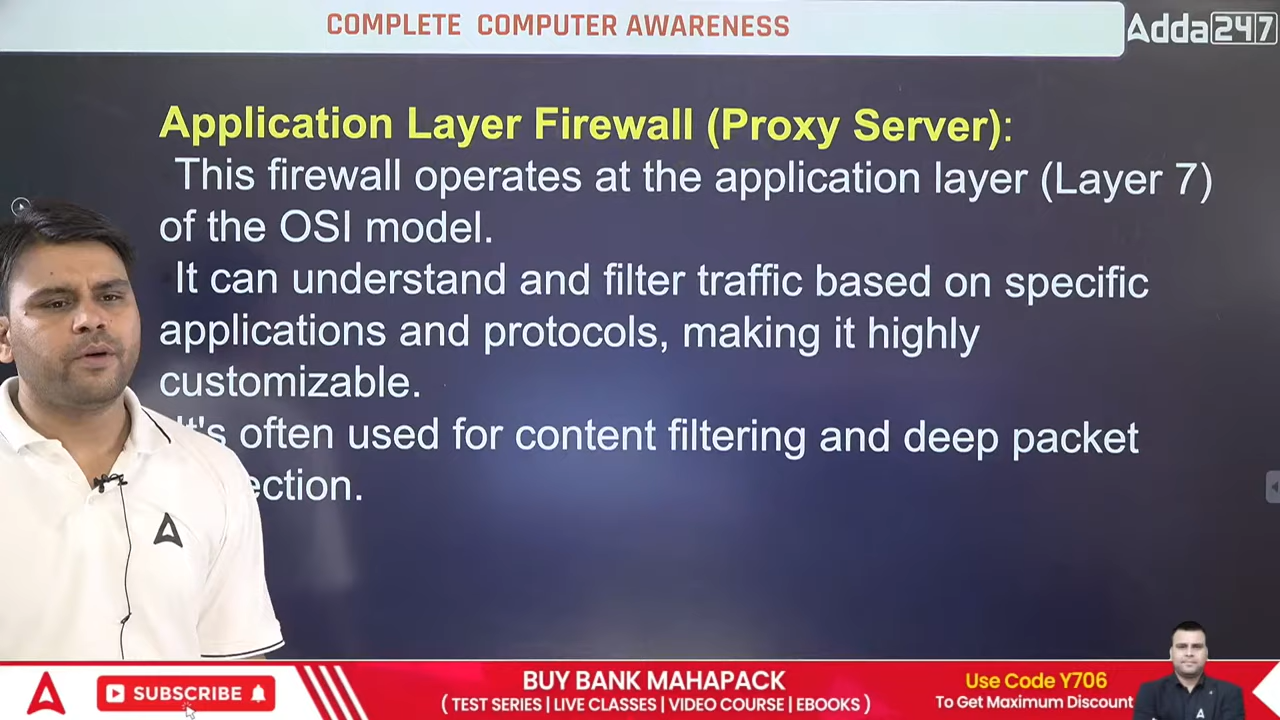 COMPLETE COMPUTER AWARENESS
Adda247
Application Layer Firewall (Proxy Server):
This firewall operates at the application layer (Layer 7)
of the OSI model.
It can understand and filter traffic based on specific
applications and protocols, making it highly
customizable.
It's often used for content filtering and deep packet
ection.
SUBSCRIBE
BUY BANK MAHAPACK
( TEST SERIES | LIVE CLASSES | VIDEO COURSE | EBOOKS )
Use Code Y706
To Get Maximum Discount